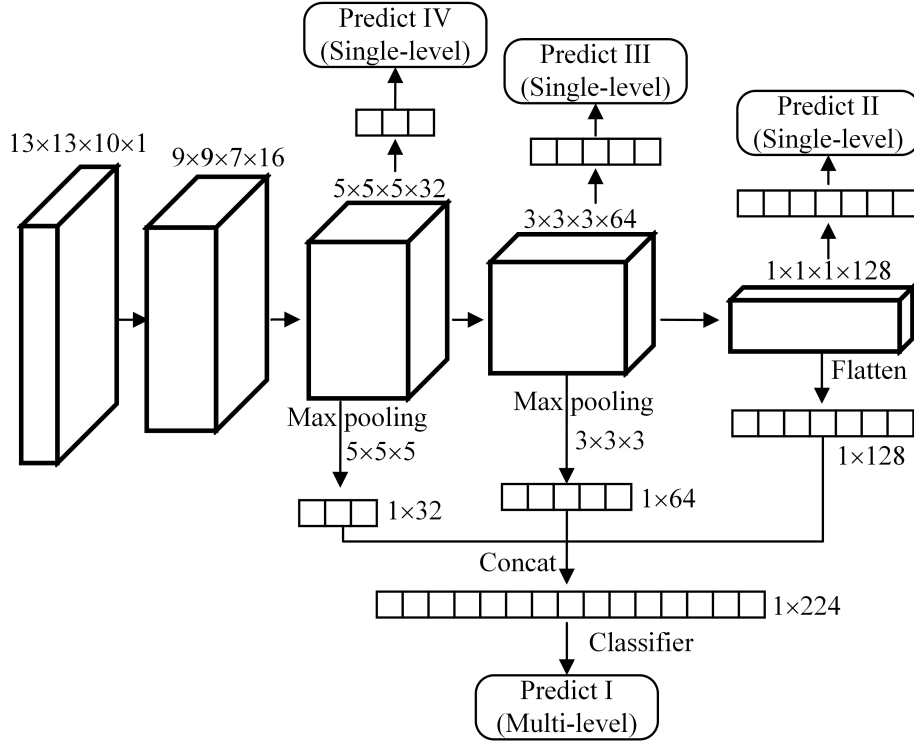 Predict IV
(Single-level)
Predict III
(Single-level)
Predict II
(Single-level)
13×13×10×1
9×9×7×16
5×5×5×32
3×3×3×64
1×1×1×128
Flatten
Max pooling
5×5×5
Max pooling
3×3×3
1×128
1×32
1×64
Concat
1×224
Classifier
Predict I
(Multi-level)